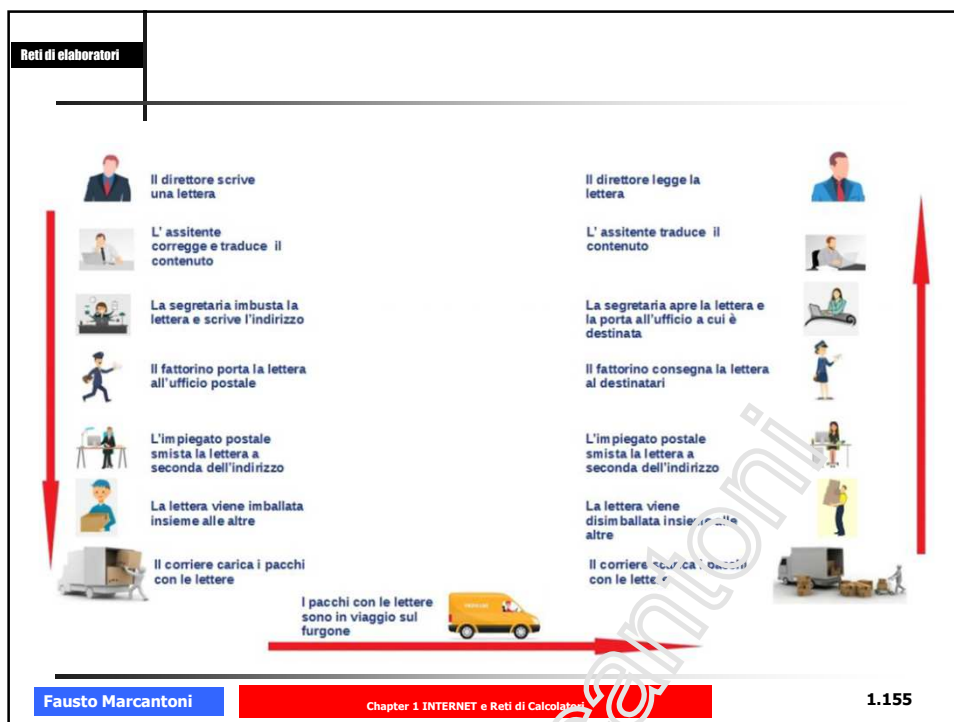 Reti di elaboratori
Il direttore scrive
una lettera
L' assitente
corregge e traduce il
contenuto
La segretaria imbusta la
lettera e scrive l'indirizzo
Il fattorino porta la lettera
all'ufficio postale
L'impiegato postale
smista la lettera a
seconda dell'indirizzo
La lettera viene imballata
insieme alle altre
Il corriere carica i pacchi
con le lettere
I pacchi con le lettere
sono in viaggio sul
furgone
Il direttore legge la
lettera
L' assitente traduce il
contenuto
La segretaria apre la lettera e
la porta all'ufficio a cui è
destinata
Il fattorino consegna la lettera
al destinatari
L'impiegato postale
smista la lettera a
seconda dell'indirizzo
La lettera viene
disimballata insieme alle
altre
Il corriere scarica i pacchi
con le lettere
Fausto Marcantoni
Chapter 1 INTERNET e Reti di Calcolatori
1.155